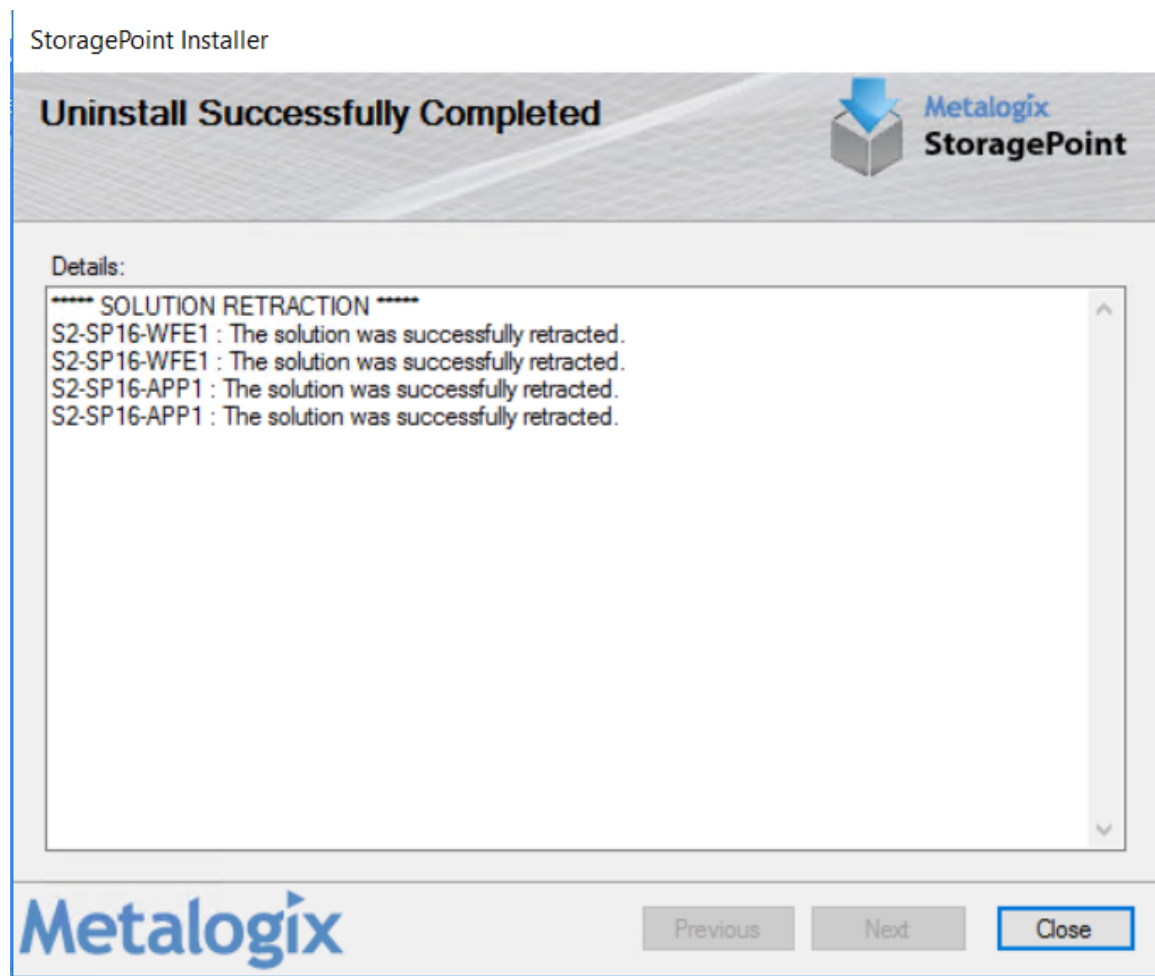 StoragePoint Installer
Uninstall Successfully Completed
Metalogix
StoragePoint
Details:
***** SOLUTION RETRACTION *****
S2-SP16-WFE1 : The solution was successfully retracted.
S2-SP16-WFE1 : The solution was successfully retracted.
S2-SP16-APP1 : The solution was successfully retracted.
S2-SP16-APP1 : The solution was successfully retracted.
Metalogix
Previous
Next
Close